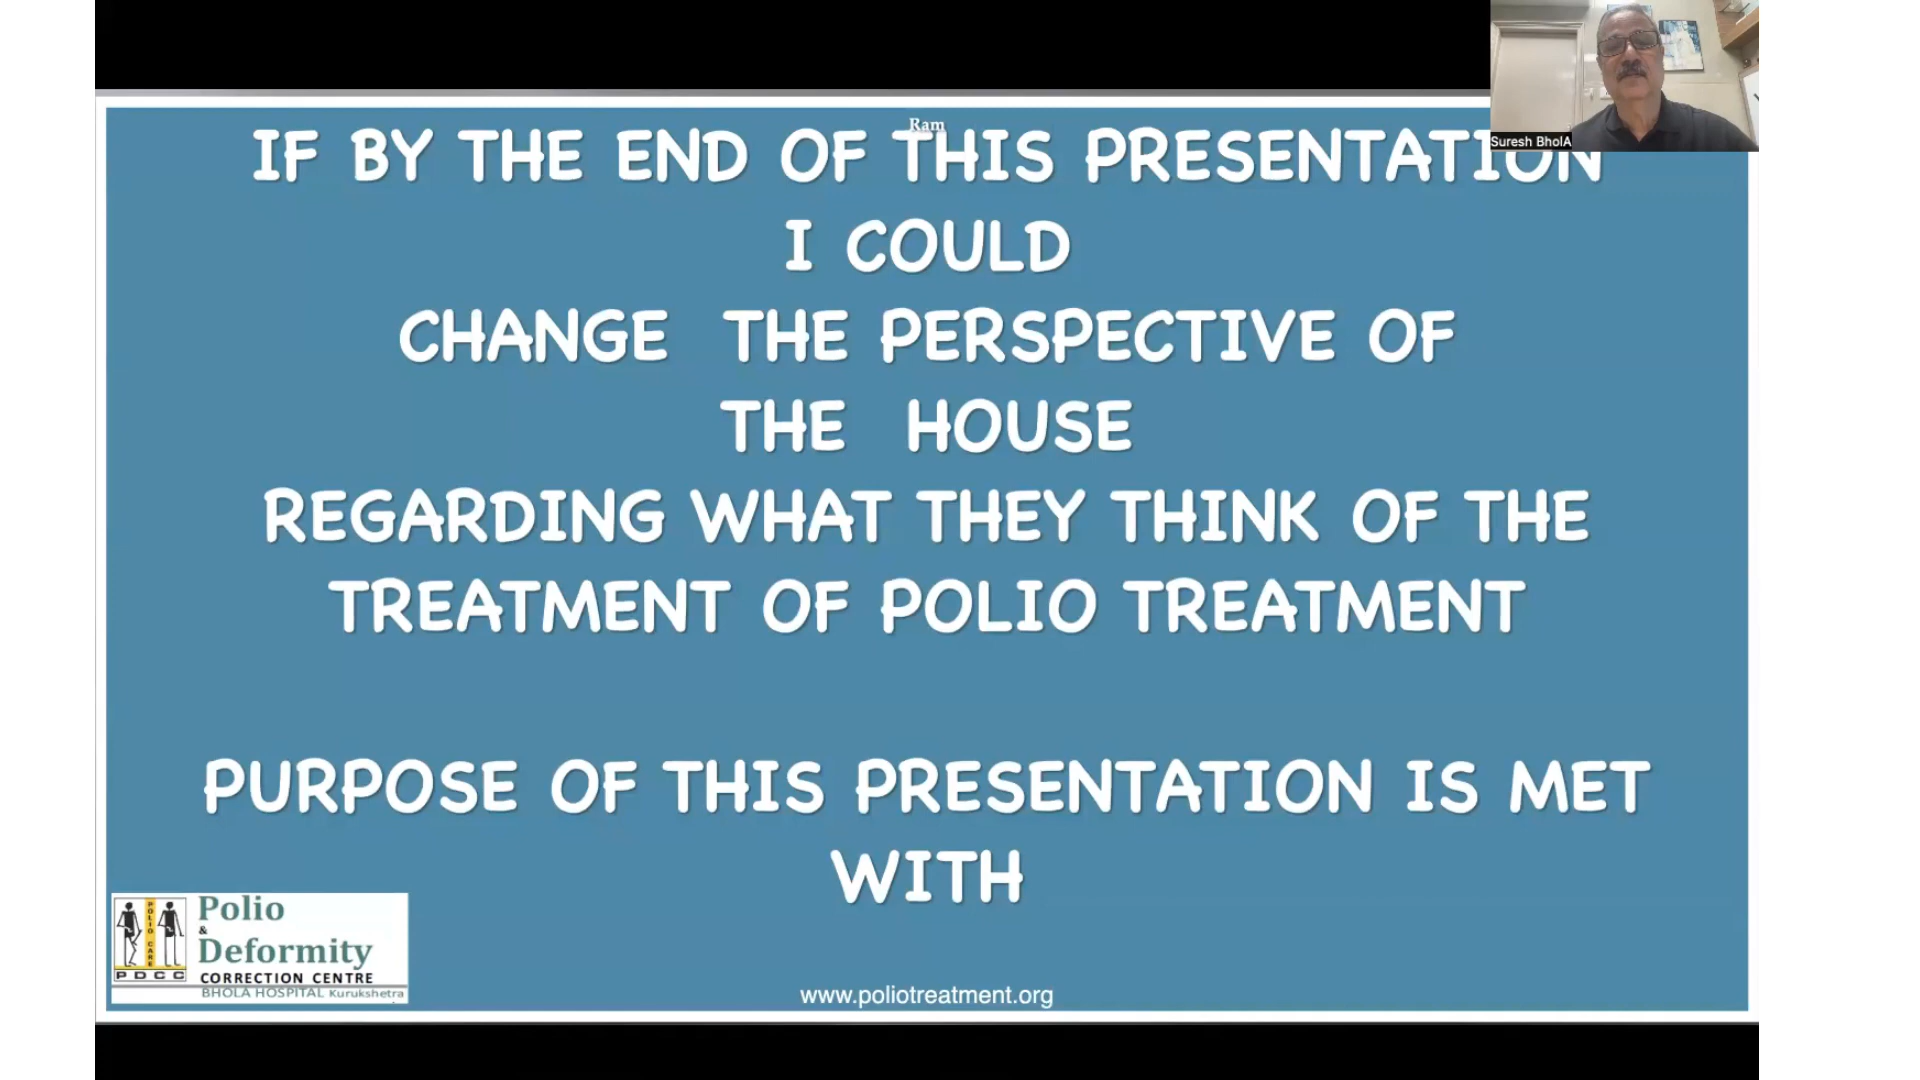 Ram
IF BY THE END OF THIS PRESENTATION
I COULD
CHANGE THE PERSPECTIVE OF
THE HOUSE
REGARDING WHAT THEY THINK OF THE
TREATMENT OF POLIO TREATMENT
PURPOSE OF THIS PRESENTATION IS MET
WITH
Suresh BholA
POLIO CARE
PDCC
Polio
&
Deformity
CORRECTION CENTRE
BHOLA HOSPITAL Kurukshetra
www.poliotreatment.org